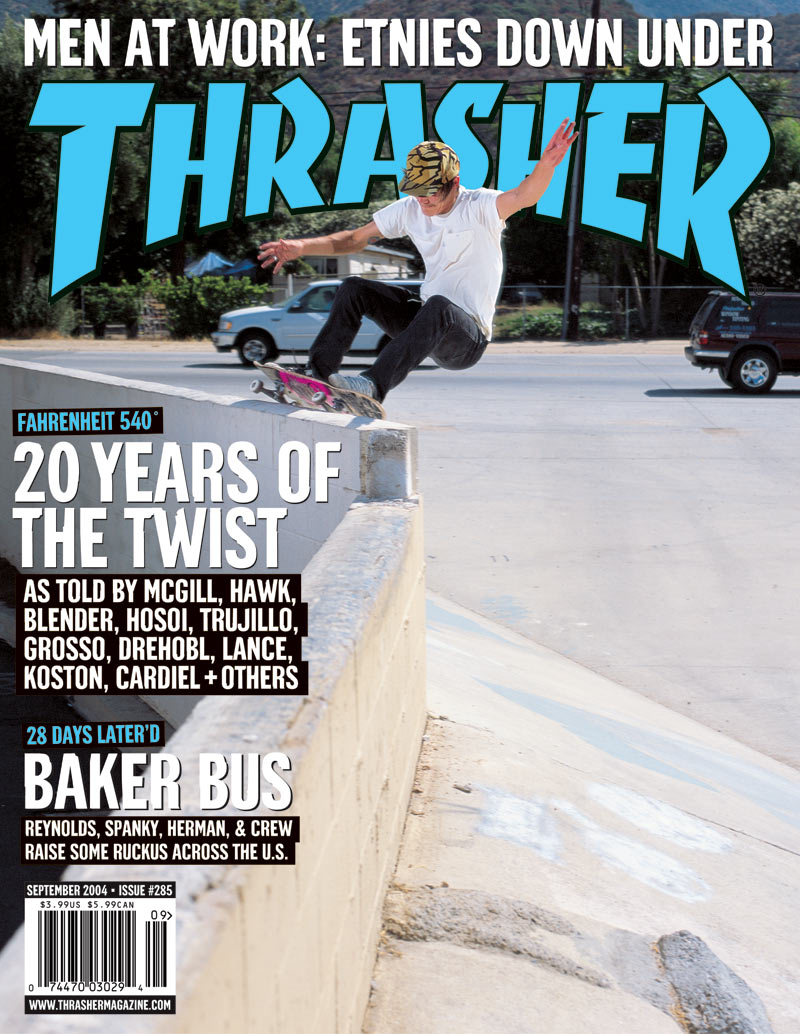 MEN AT WORK: ETNIES DOWN UNDER
THRASHER
FAHRENHEIT 540°
20 YEARS OF
THE TWIST
AS TOLD BY MCGILL, HAWK,
BLENDER, HOSOI, TRUJILLO,
GROSSO, DREHOBL, LANCE,
KOSTON, CARDIEL + OTHERS
28 DAYS LATER'D
BAKER BUS
REYNOLDS, SPANKY, HERMAN, & CREW
RAISE SOME RUCKUS ACROSS THE U.S.
SEPTEMBER 2004 • ISSUE #285
$3.99US $5.99CAN
09>
0 74470 03029 4
WWW.THRASHERMAGAZINE.COM